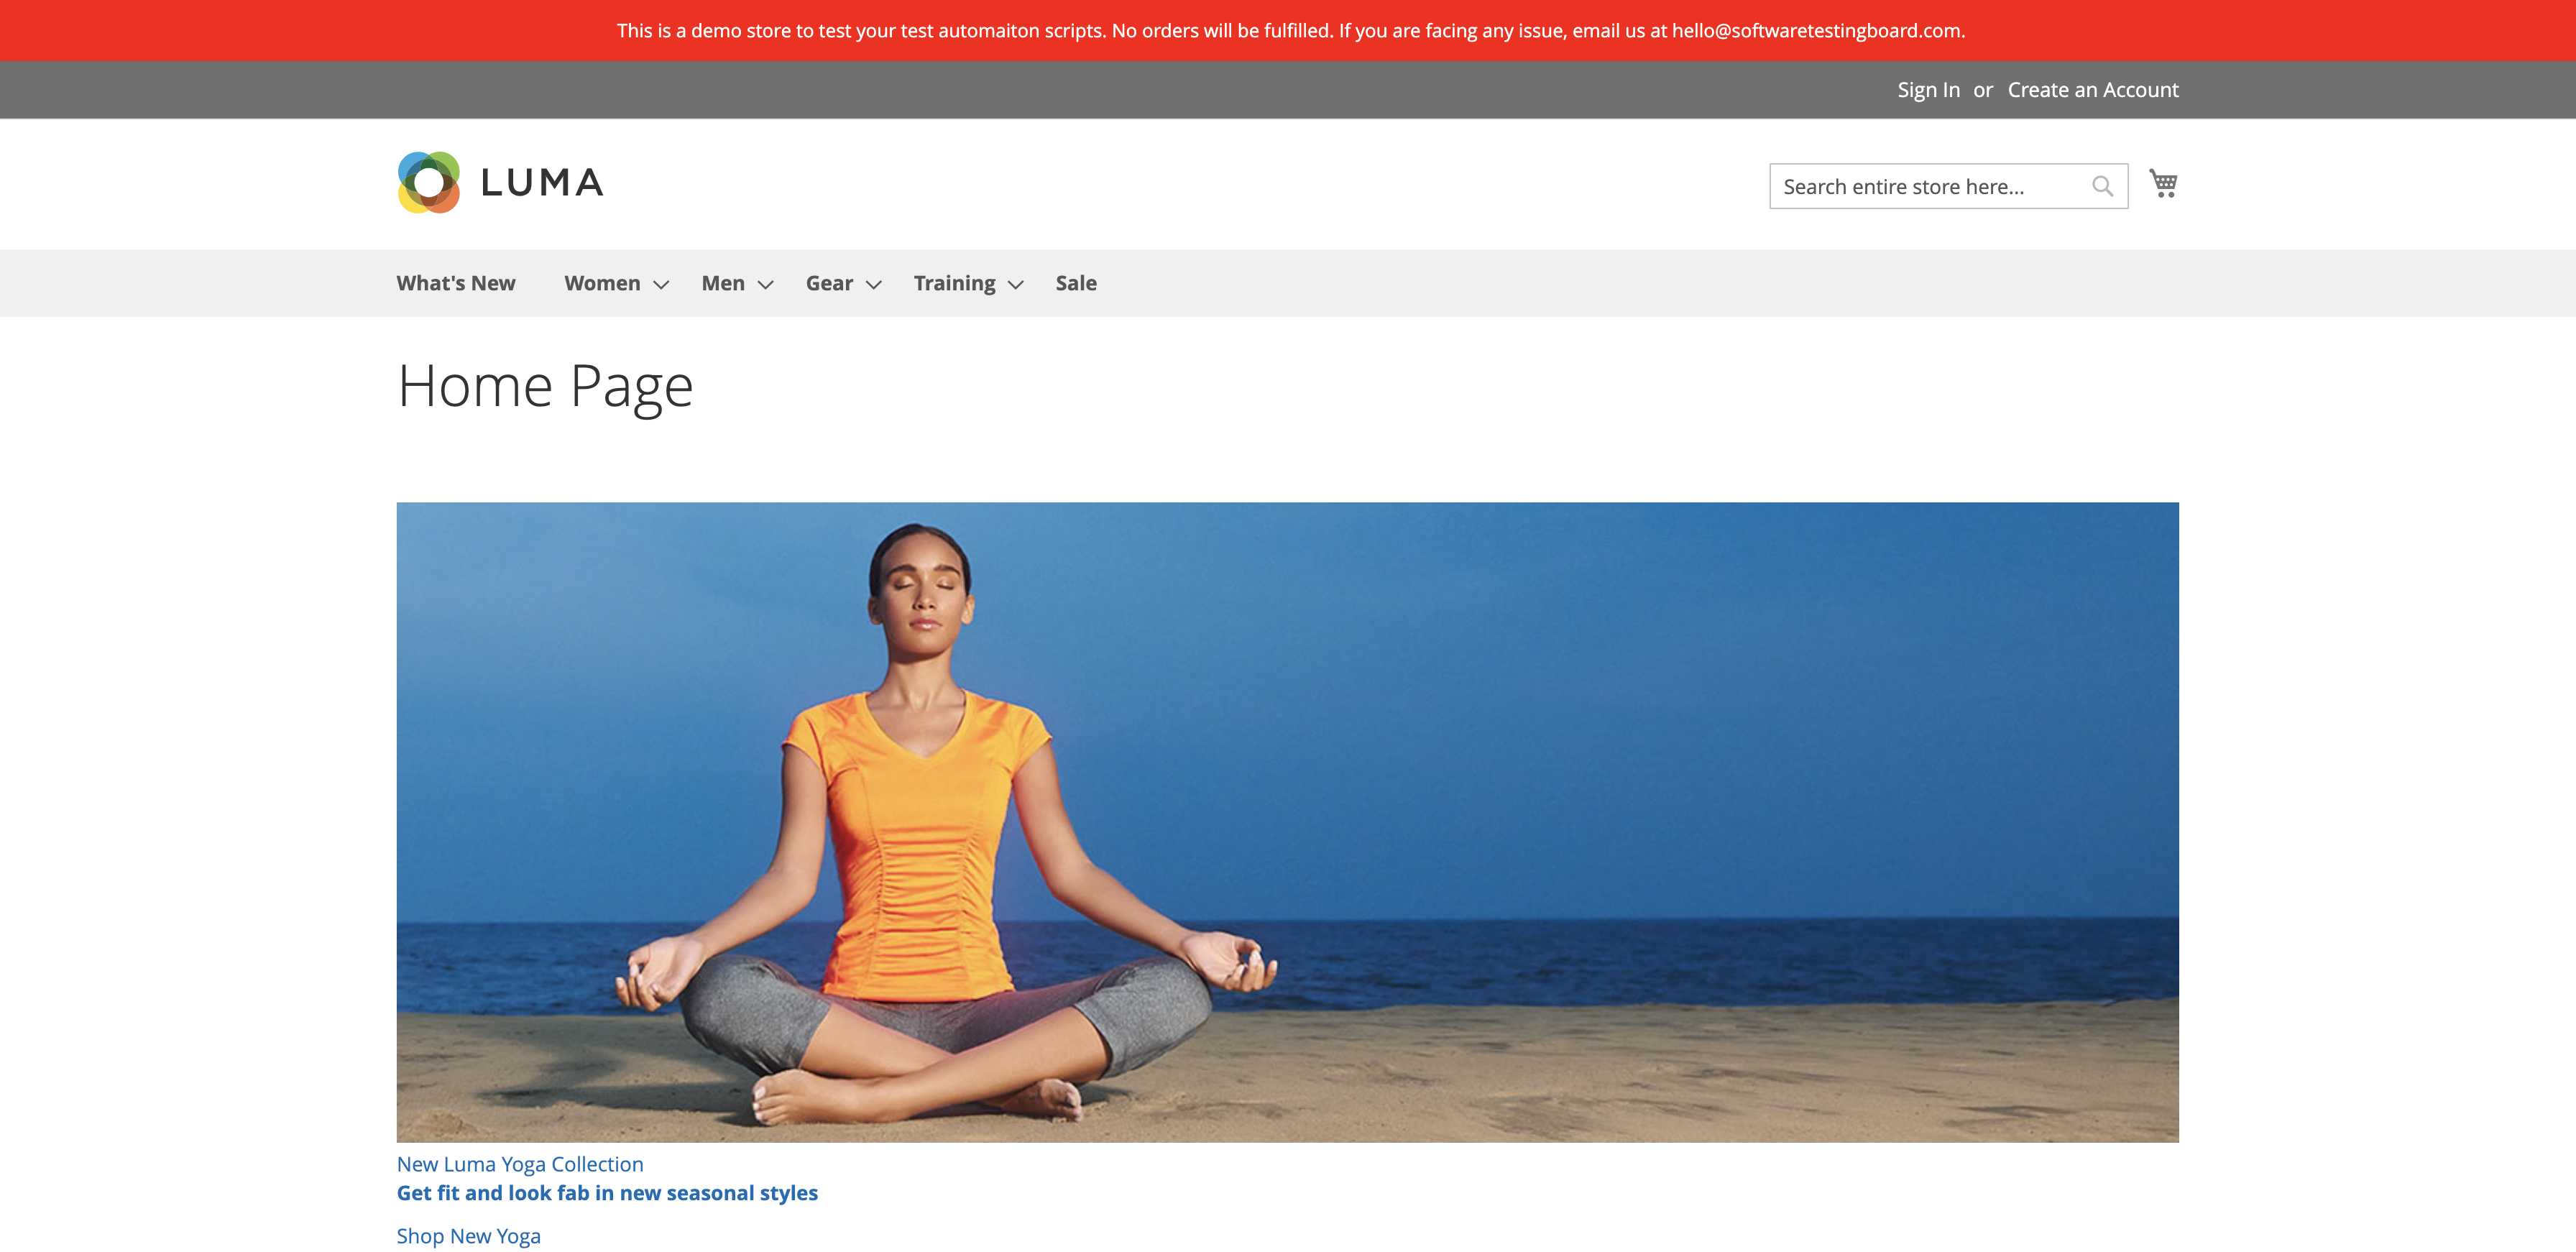 This is a demo store to test your test automaiton scripts. No orders will be fulfilled. If you are facing any issue, email us at hello@softwaretestingboard.com.
Sign In or Create an Account
LUMA
Search entire store here...
What's New Women Men Gear Training Sale
Home Page
New Luma Yoga Collection
Get fit and look fab in new seasonal styles
Shop New Yoga